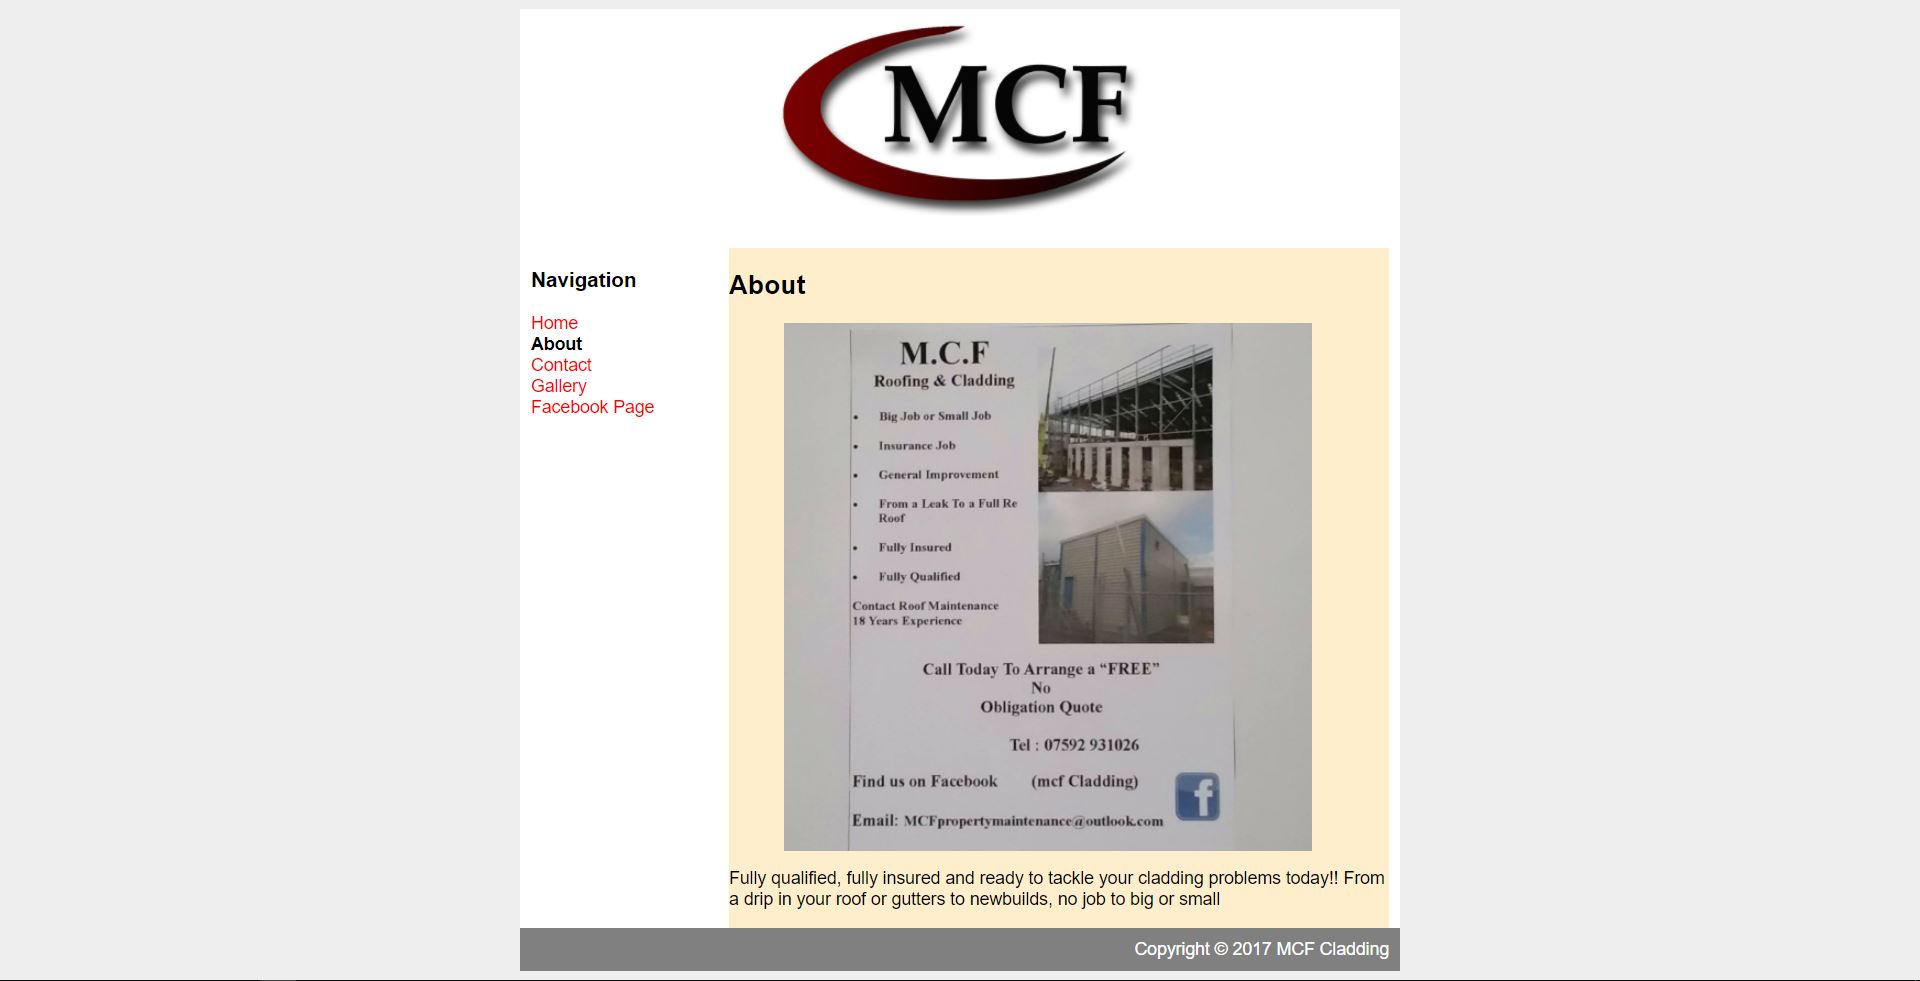 MCF
Navigation
Home
About
Contact
Gallery
Facebook Page
About
M.C.F
Roofing & Cladding
• Big Job or Small Job
• Insurance Job
• General Improvement
• From a Leak To a Full Re
Roof
• Fully Insured
• Fully Qualified
Contact Roof Maintenance
18 Years Experience
Call Today To Arrange a “FREE”
No
Obligation Quote
Tel : 07592 931026
Find us on Facebook (mcf Cladding)
f
Email: MCFpropertymaintenance@outlook.com
Fully qualified, fully insured and ready to tackle your cladding problems today!! From
a drip in your roof or gutters to newbuilds, no job to big or small
Copyright © 2017 MCF Cladding